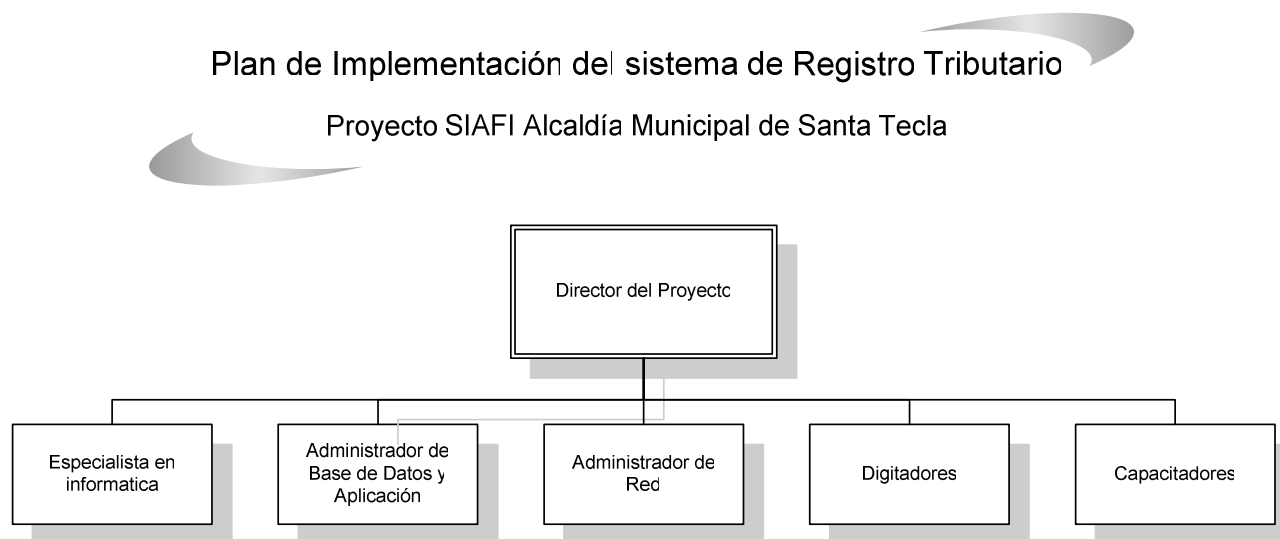 Plan de Implementación del sistema de Registro Tributario
Proyecto SIAFI Alcaldía Municipal de Santa Tecla
Director del Proyecto
Especialista en
informatica
Administrador de
Base de Datos y
Aplicación
Administrador de
Red
Digitadores
Capacitadores